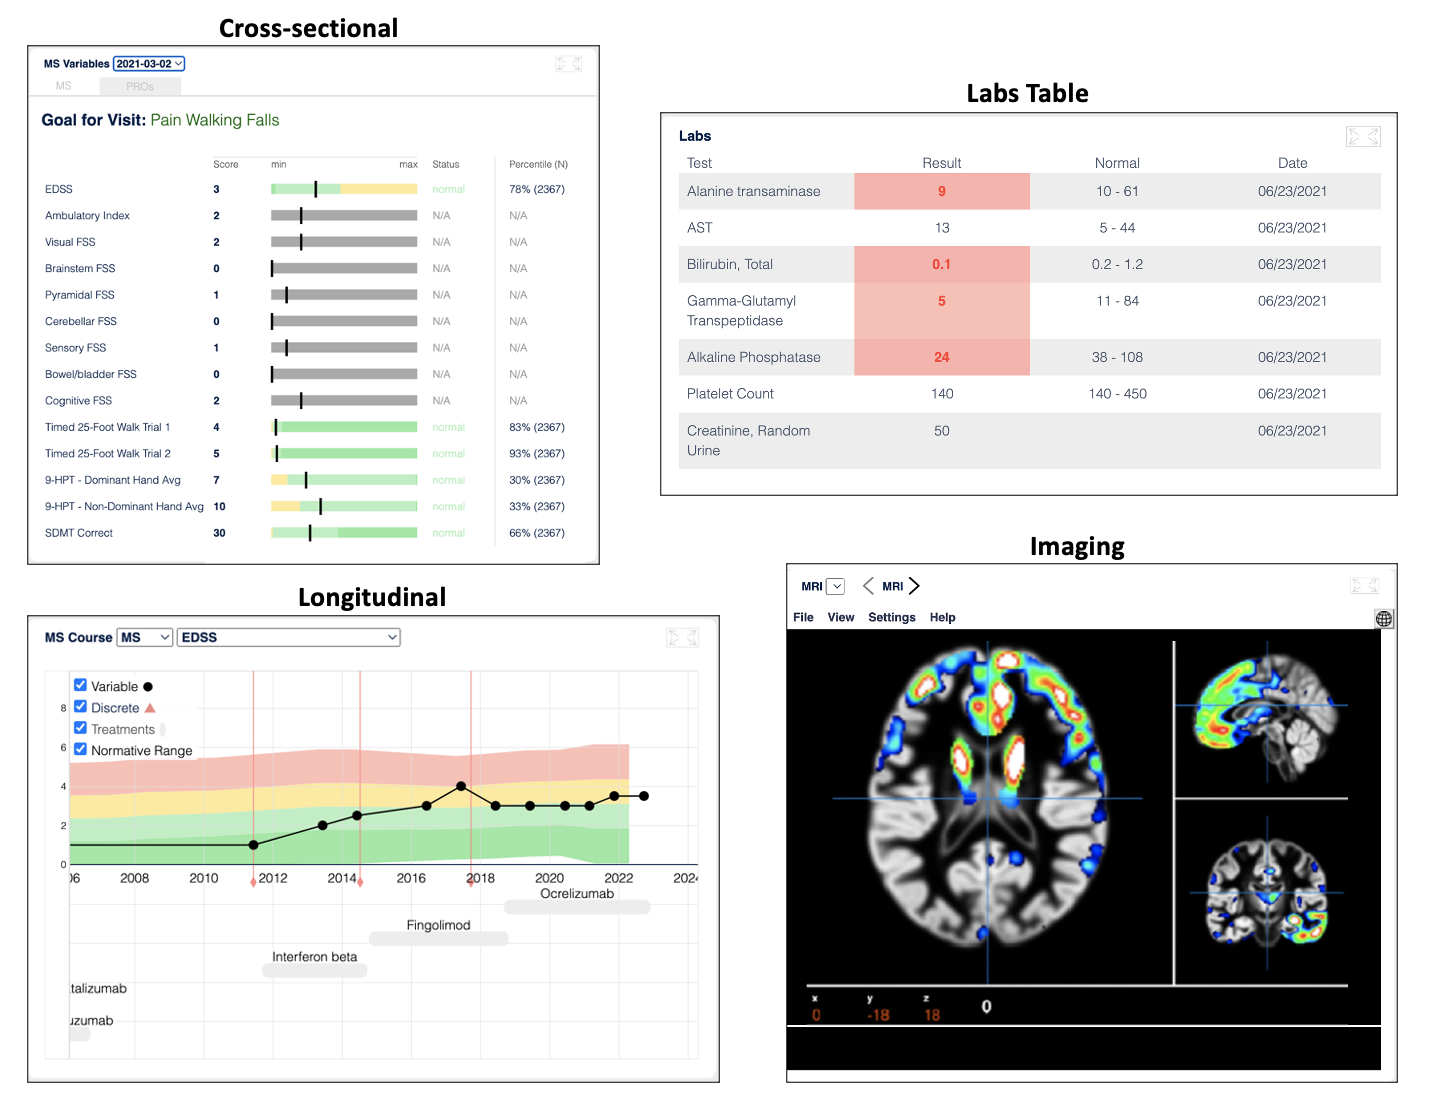 Cross-sectional
MS Variables 2021-03-02
MS PROs
Goal for Visit: Pain Walking Falls
Score min max Status Percentile (N)
EDSS 3 normal 78% (2367)
Ambulatory Index 2 N/A N/A
Visual FSS 2 N/A N/A
Brainstem FSS 0 N/A N/A
Pyramidal FSS 1 N/A N/A
Cerebellar FSS 0 N/A N/A
Sensory FSS 1 N/A N/A
Bowel/bladder FSS 0 N/A N/A
Cognitive FSS 2 N/A N/A
Timed 25-Foot Walk Trial 1 4 normal 83% (2367)
Timed 25-Foot Walk Trial 2 5 normal 93% (2367)
9-HPT - Dominant Hand Avg 7 normal 30% (2367)
9-HPT - Non-Dominant Hand Avg 10 normal 33% (2367)
SDMT Correct 30 normal 66% (2367)
Labs Table
Labs
Test Result Normal Date
Alanine transaminase 9 10 - 61 06/23/2021
AST 13 5 - 44 06/23/2021
Bilirubin, Total 0.1 0.2 - 1.2 06/23/2021
Gamma-Glutamyl 5 11 - 84 06/23/2021
Transpeptidase
Alkaline Phosphatase 24 38 - 108 06/23/2021
Platelet Count 140 140 - 450 06/23/2021
Creatinine, Random 50 06/23/2021
Urine
Longitudinal
MS Course MS EDSS
Variable
Discrete
Treatments
Normative Range
8
6
4
2
0
06 2008 2010 2012 2014 2016 2018 2020 2022 2024
Ocrelizumab
Fingolimod
Interferon beta
talizumab
uzumab
Imaging
MRI MRI
File View Settings Help
x y z 0
0 -18 18